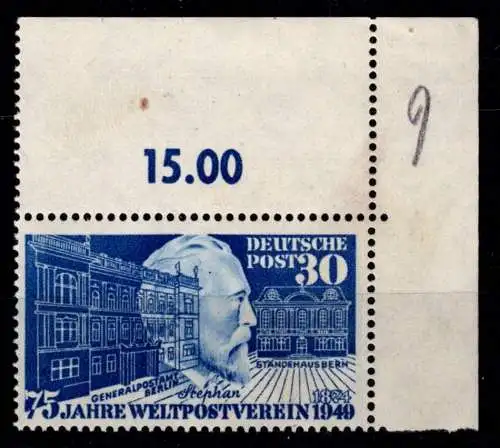 9
15.00
DEUTSCHE
POST 30
STÄNDEHAUS BERN
GENERALPOSTAMT
BERLIN
Stephan
1874
75 JAHRE WELTPOSTVEREIN 1949